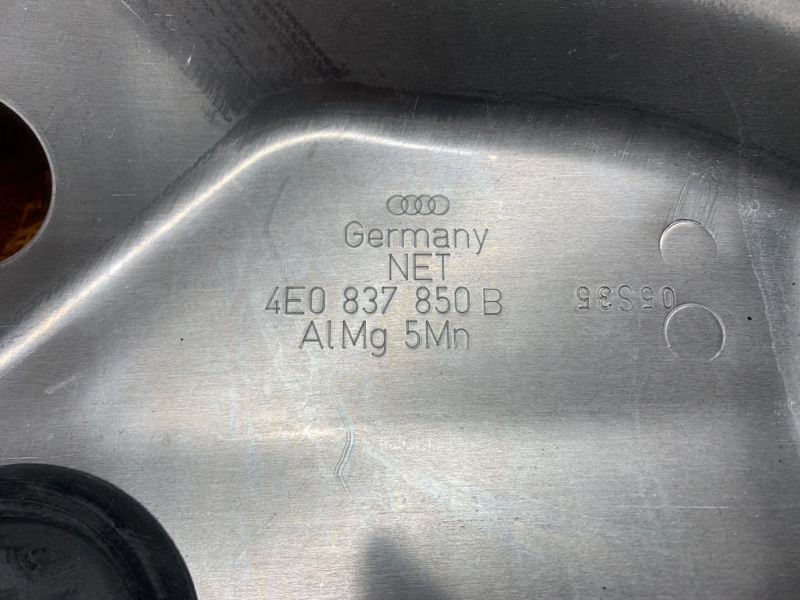 Germany
NET
4E0 837 850 B
AlMg 5Mn